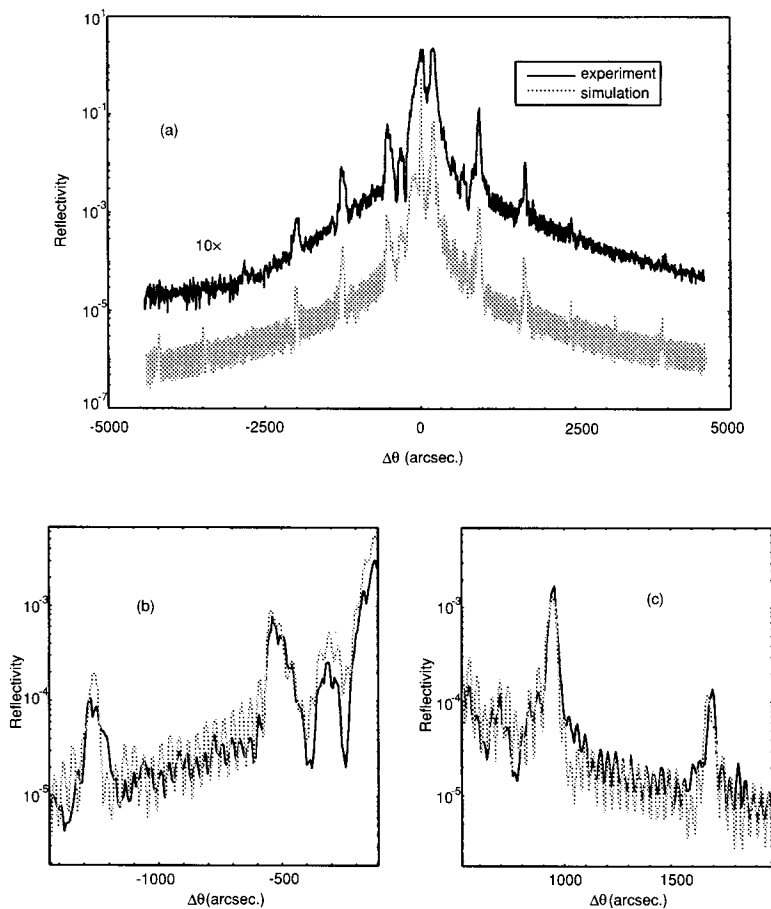 10^1
10^-1
10^-3
10^-5
10^-7
Reflectivity
(a)
10×
experiment
simulation
-5000 -2500 0 2500 5000
Δθ (arcsec.)
10^-3
10^-4
10^-5
Reflectivity
(b)
-1000 -500
Δθ(arcsec.)
10^-3
10^-4
10^-5
Reflectivity
(c)
1000 1500
Δθ(arcsec.)